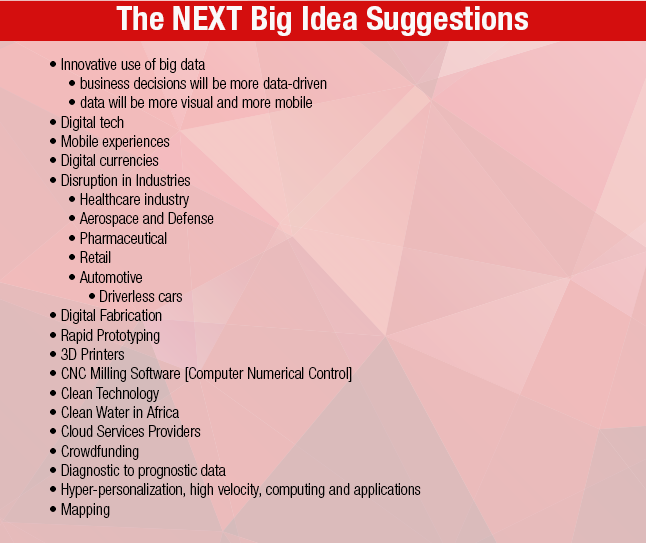 The NEXT Big Idea Suggestions
• Innovative use of big data
• business decisions will be more data-driven
• data will be more visual and more mobile
• Digital tech
• Mobile experiences
• Digital currencies
• Disruption in Industries
• Healthcare industry
• Aerospace and Defense
• Pharmaceutical
• Retail
• Automotive
• Driverless cars
• Digital Fabrication
• Rapid Prototyping
• 3D Printers
• CNC Milling Software [Computer Numerical Control]
• Clean Technology
• Clean Water in Africa
• Cloud Services Providers
• Crowdfunding
• Diagnostic to prognostic data
• Hyper-personalization, high velocity, computing and applications
• Mapping